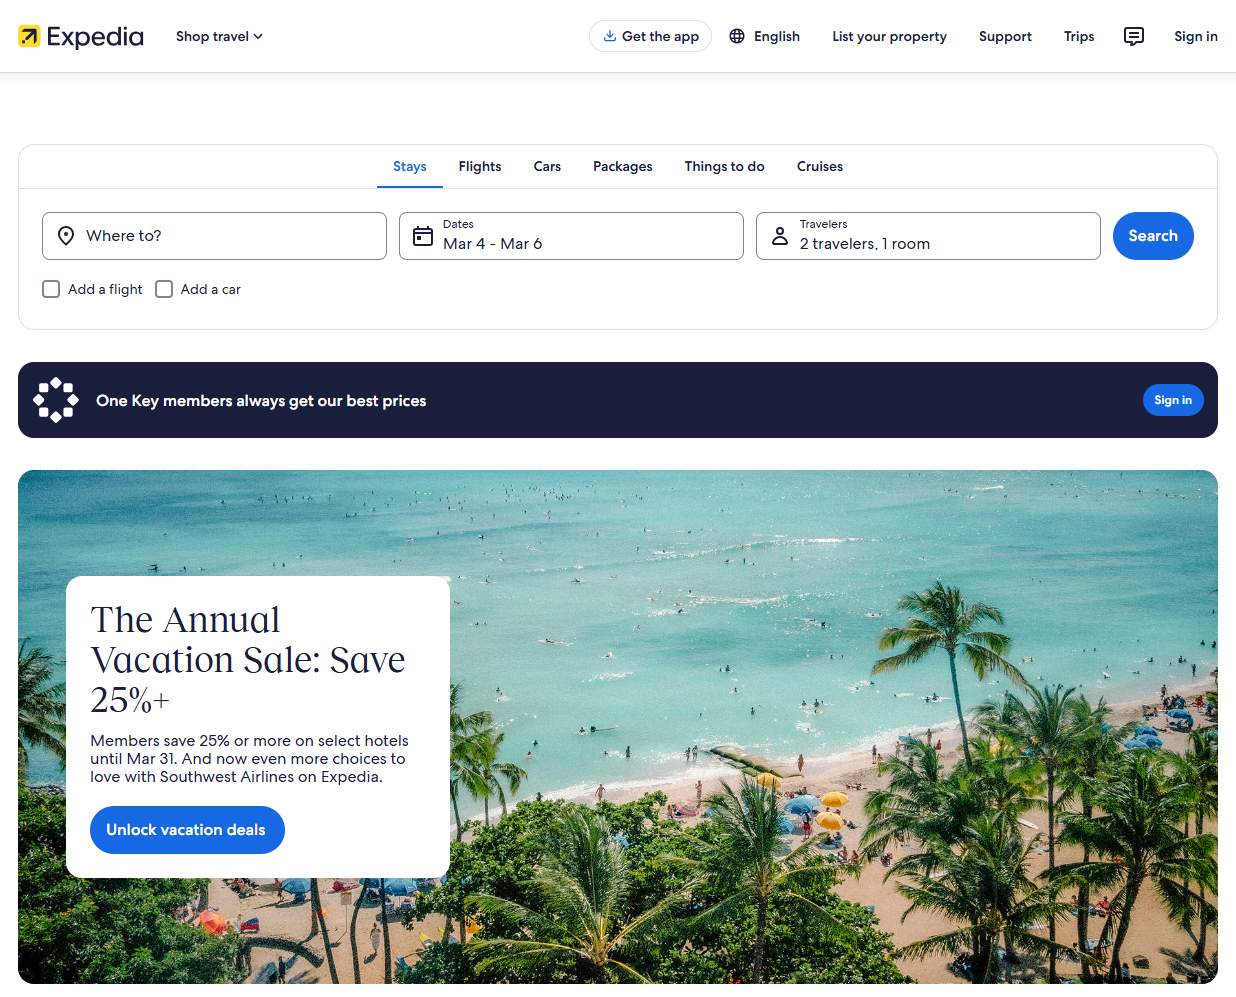 Expedia
Shop travel
Get the app
English
List your property
Support
Trips
Sign in
Stays
Flights
Cars
Packages
Things to do
Cruises
Where to?
Dates
Mar 4 - Mar 6
Travelers
2 travelers, 1 room
Search
Add a flight
Add a car
One Key members always get our best prices
Sign in
The Annual
Vacation Sale: Save
25%+
Members save 25% or more on select hotels
until Mar 31. And now even more choices to
love with Southwest Airlines on Expedia.
Unlock vacation deals